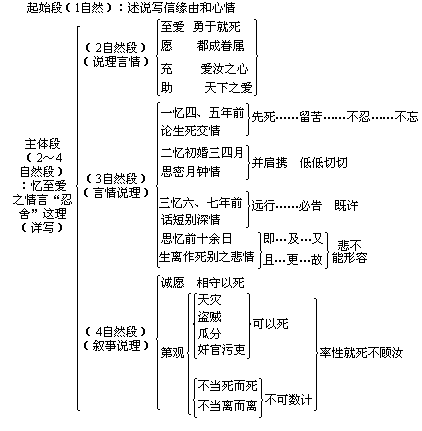 起始段(1自然):述说写信缘由和心情
主体段
(2～4
自然段)
:忆至爱
之情言“忍
舍”这理
(详写)
(2自然段)
(说理言情)
至爱 勇于就死
愿 都成眷属
充 爱汝之心
助 天下之爱
(3自然段)
(言情说理)
一忆四、五年前
论生死交情
先死……留苦……不忍……不忘
二忆初婚三四月
思密月钟情
并启携 低低切切
三忆六、七年前
话短别深情
远行……必告 既许
思忆前十余日
生离作死别之悲情
即…及…又
且…更…故
悲不
能形容
(4自然段)
(叙事说理)
诚愿 相守以死
第观
天灾
盗贼
瓜分
奸官污吏
可以死
不当死而死
不当离而离
不可数计
率性就死不顾汝